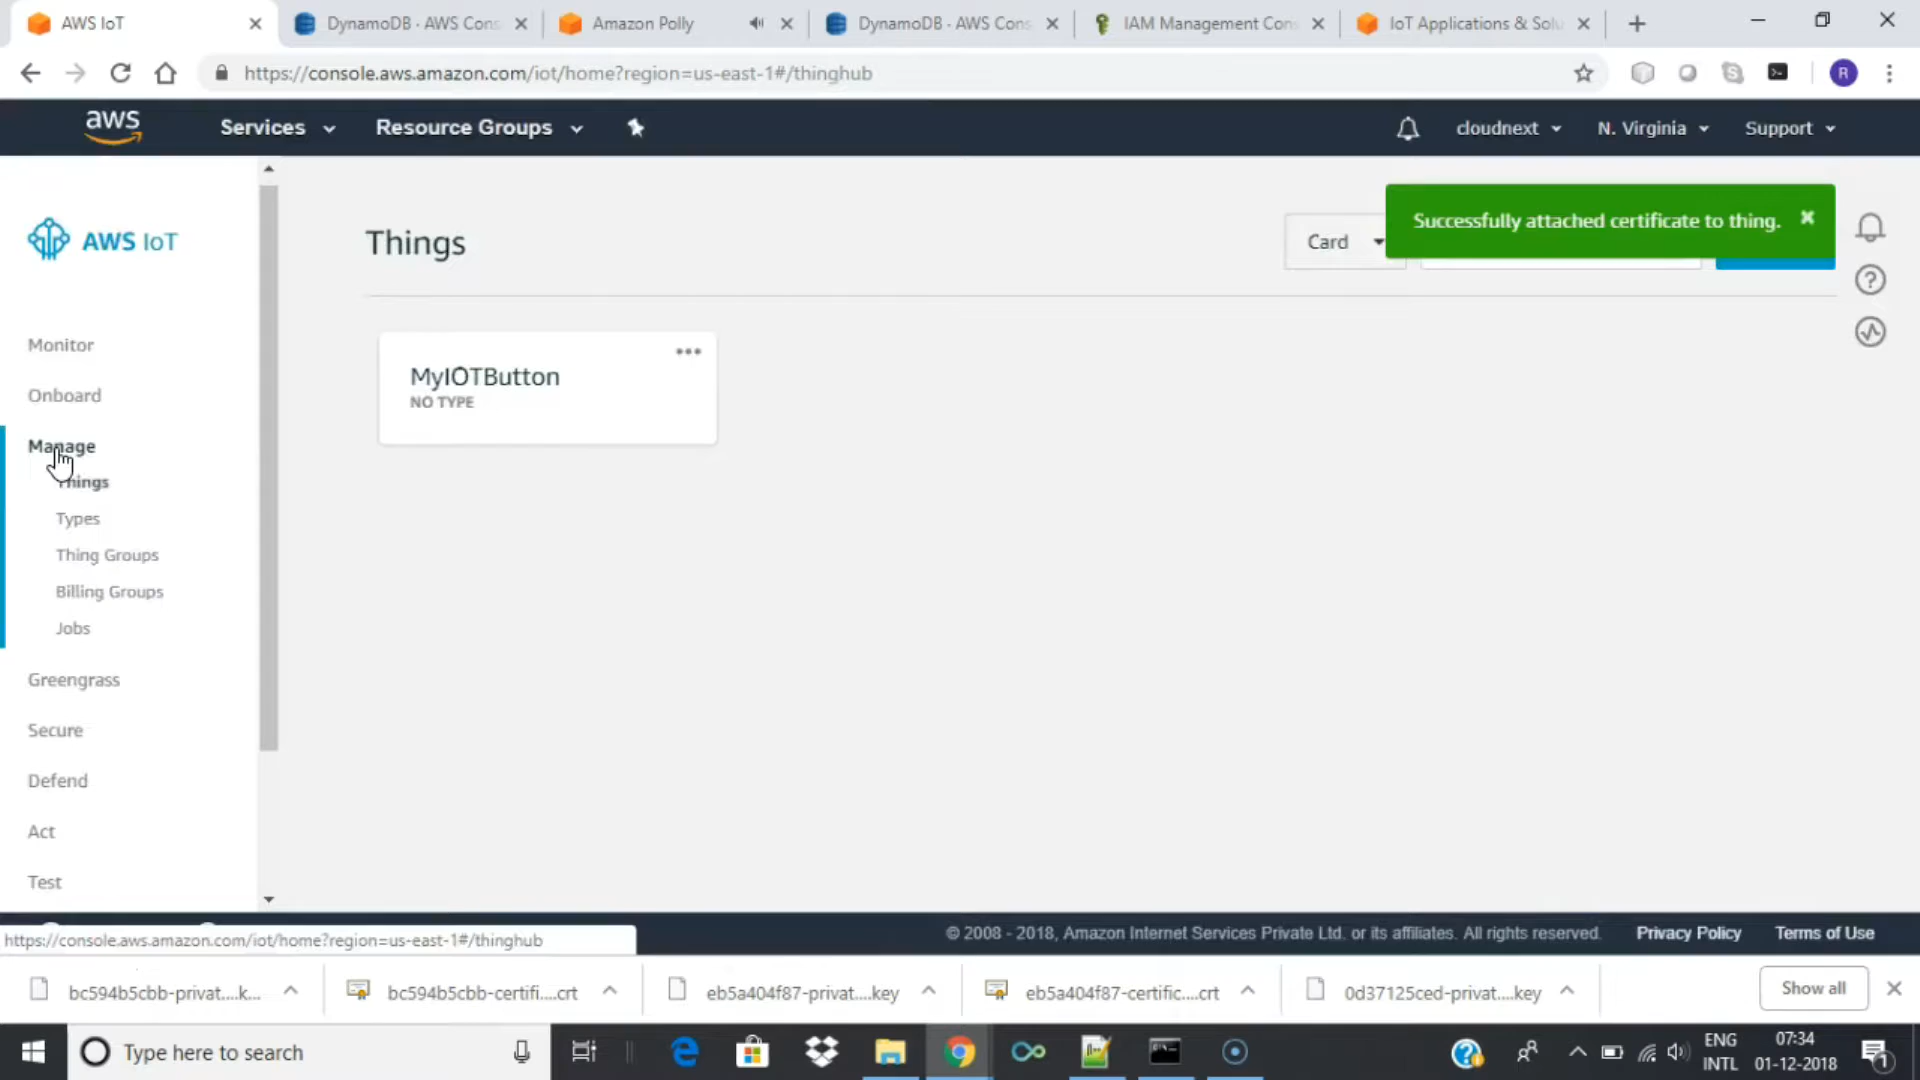 AWS IoT
DynamoDB - AWS Cons
Amazon Polly
DynamoDB - AWS Cons
IAM Management Cons
IoT Applications & Solu
https://console.aws.amazon.com/iot/home?region=us-east-1#/thinghub
R
aws
Services
Resource Groups
cloudnext
N. Virginia
Support
AWS IoT
Monitor
Onboard
Manage
Things
Types
Thing Groups
Billing Groups
Jobs
Greengrass
Secure
Defend
Act
Test
Things
Card
Successfully attached certificate to thing.
MyIOTButton
NO TYPE
© 2008 - 2018, Amazon Internet Services Private Ltd. or its affiliates. All rights reserved.
Privacy Policy
Terms of Use
https://console.aws.amazon.com/iot/home?region=us-east-1#/thinghub
bc594b5cbb-privat....k...
bc594b5cbb-certifi....crt
eb5a404f87-privat....key
eb5a404f87-certific....crt
0d37125ced-privat....key
Show all
Type here to search
ENG
INTL
07:34
01-12-2018
1